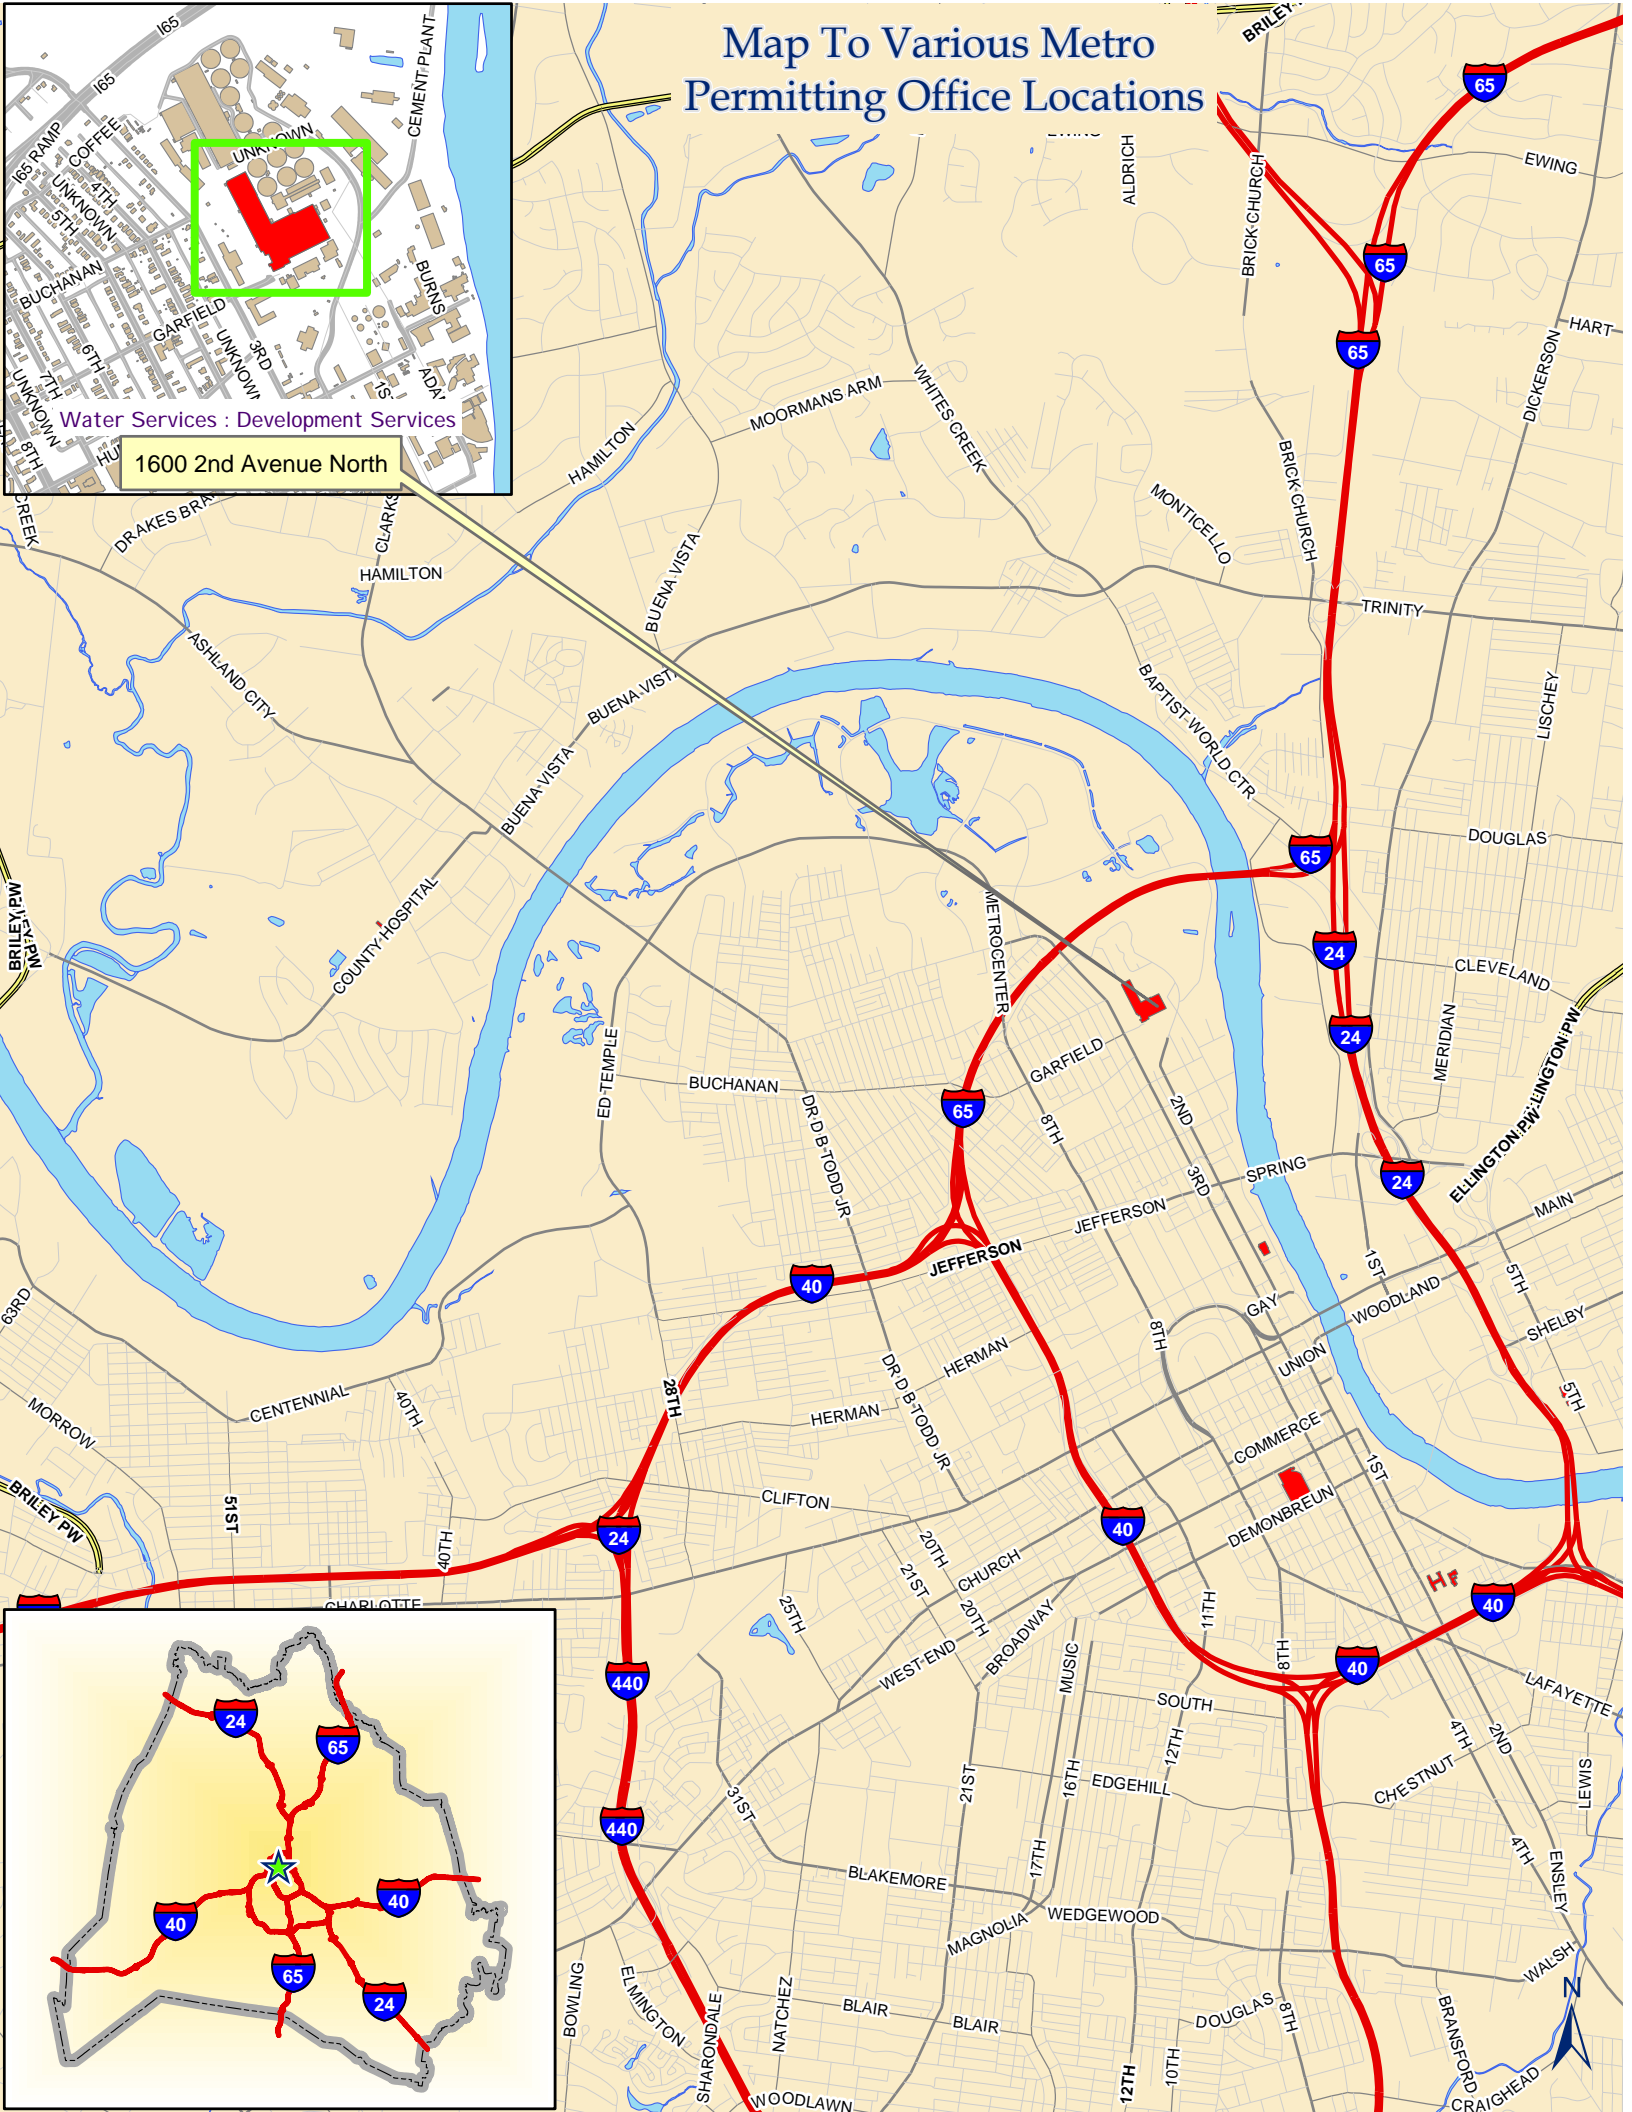 Map To Various Metro
Permitting Office Locations
I65
I65
I65 RAMP
COFFEE
UNKNOWN
4TH
UNKNOWN
5TH
BUCHANAN
GARFIELD
6TH
7TH
UNKNOWN
8TH
UNKNOWN
3RD
CEMENT PLANT
BURNS
Water Services : Development Services
1600 2nd Avenue North
65
EWING
ALDRICH
BRICK CHURCH
65
65
HART
DICKERSON
MOORMANS ARM
WHITES CREEK
HAMILTON
BRICK CHURCH
MONTICELLO
CREEK
HAMILTON
BUENA VISTA
TRINITY
ASHLAND CITY
BUENA VISTA
BAPTIST WORLD CTR
LISCHEY
BUENA VISTA
DOUGLAS
65
BRILEY PW
COUNTY HOSPITAL
METROCENTER
24
CLEVELAND
24
MERIDIAN
ELLINGTON PW
ED TEMPLE
BUCHANAN
GARFIELD
65
8TH
2ND
DR D B TODD JR
3RD
SPRING
24
JEFFERSON
MAIN
JEFFERSON
40
1ST
5TH
63RD
GAY
WOODLAND
SHELBY
8TH
HERMAN
UNION
DR D B TODD JR
28TH
CENTENNIAL
40TH
HERMAN
5TH
MORROW
COMMERCE
1ST
BRILEY PW
51ST
CLIFTON
DEMONBREUN
40
24
40TH
20TH
21ST
CHURCH
CHARLOTTE
25TH
20TH
11TH
40
BROADWAY
WEST END
MUSIC
8TH
40
440
SOUTH
LAFAYETTE
4TH
2ND
12TH
16TH
EDGEHILL
CHESTNUT
LEWIS
21ST
31ST
440
17TH
4TH
ENSLEY
BLAKEMORE
WEDGEWOOD
MAGNOLIA
WALSH
N
BOWLING
ELMINGTON
SHARONDALE
NATCHEZ
BLAIR
BLAIR
DOUGLAS
8TH
BRANSFORD
12TH
10TH
CRAIGHEAD
WOODLAWN
24
65
40
40
65
24